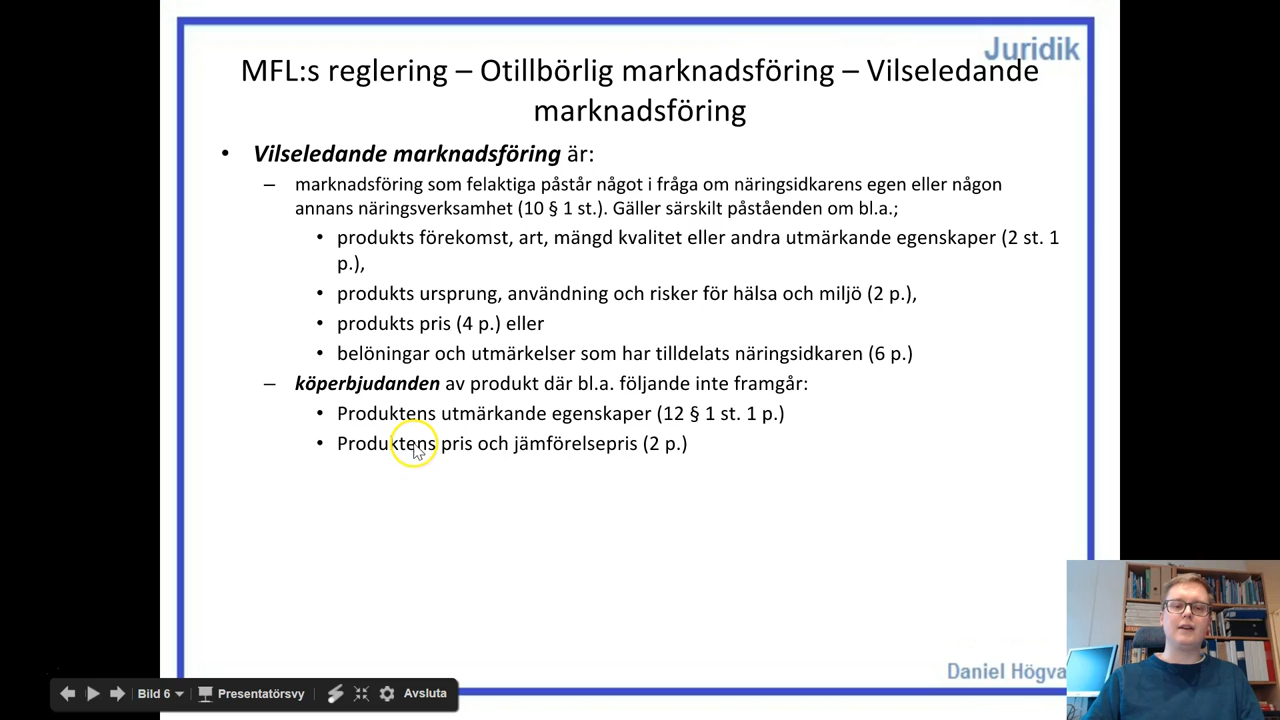 Juridik
MFL:s reglering – Otillbörlig marknadsföring – Vilseledande
marknadsföring
• Vilseledande marknadsföring är:
– marknadsföring som felaktiga påstår något i fråga om näringsidkarens egen eller någon
annans näringsverksamhet (10 § 1 st.). Gäller särskilt påståenden om bl.a.;
• produkts förekomst, art, mängd kvalitet eller andra utmärkande egenskaper (2 st. 1
p.),
• produkts ursprung, användning och risker för hälsa och miljö (2 p.),
• produkts pris (4 p.) eller
• belöningar och utmärkelser som har tilldelats näringsidkaren (6 p.)
– köperbjudanden av produkt där bl.a. följande inte framgår:
• Produktens utmärkande egenskaper (12 § 1 st. 1 p.)
• Produktens pris och jämförelsepris (2 p.)
Daniel Högva
Bild 6 Presentatörsvy Avsluta